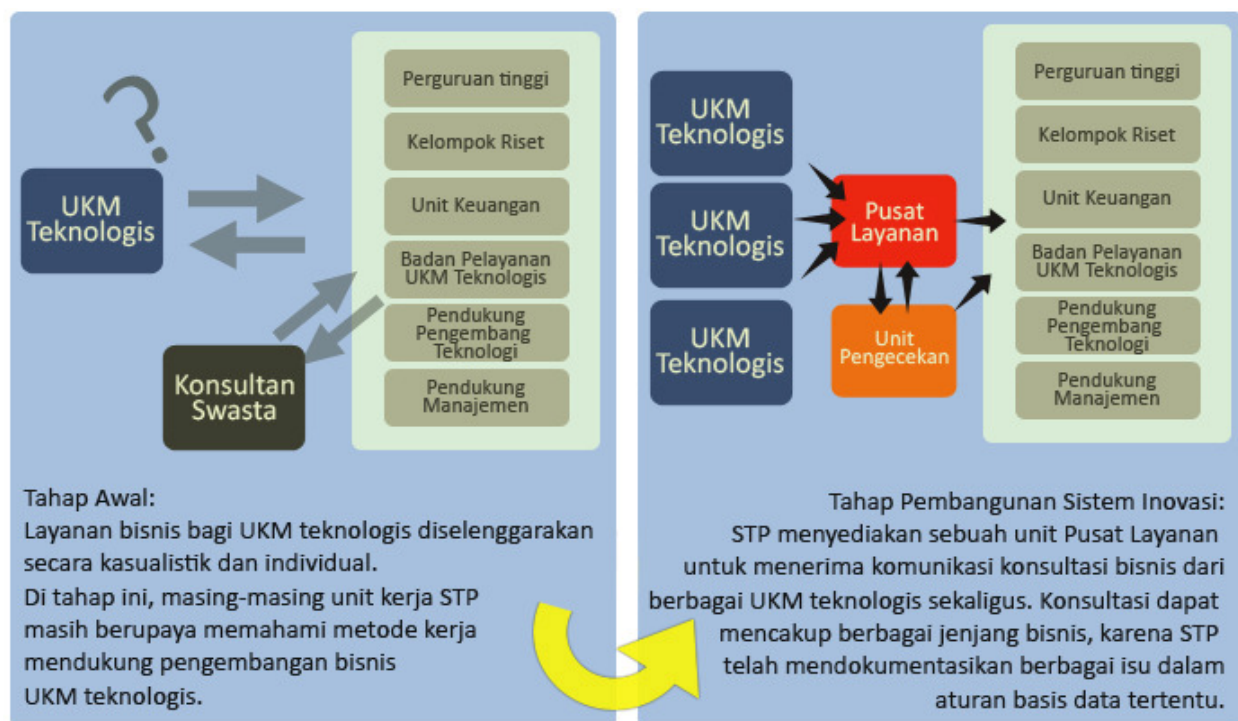 ?
UKM
Teknologis
Konsultan
Swasta
Perguruan tinggi
Kelompok Riset
Unit Keuangan
Badan Pelayanan
UKM Teknologis
Pendukung
Pengembang
Teknologi
Pendukung
Manajemen
Tahap Awal:
Layanan bisnis bagi UKM teknologis diselenggarakan
secara kasualistik dan individual.
Di tahap ini, masing-masing unit kerja STP
masih berupaya memahami metode kerja
mendukung pengembangan bisnis
UKM teknologis.
UKM
Teknologis
UKM
Teknologis
UKM
Teknologis
Pusat
Layanan
Unit
Pengecekan
Perguruan tinggi
Kelompok Riset
Unit Keuangan
Badan Pelayanan
UKM Teknologis
Pendukung
Pengembang
Teknologi
Pendukung
Manajemen
Tahap Pembangunan Sistem Inovasi:
STP menyediakan sebuah unit Pusat Layanan
untuk menerima komunikasi konsultasi bisnis dari
berbagai UKM teknologis sekaligus. Konsultasi dapat
mencakup berbagai jenjang bisnis, karena STP
telah mendokumentasikan berbagai isu dalam
aturan basis data tertentu.